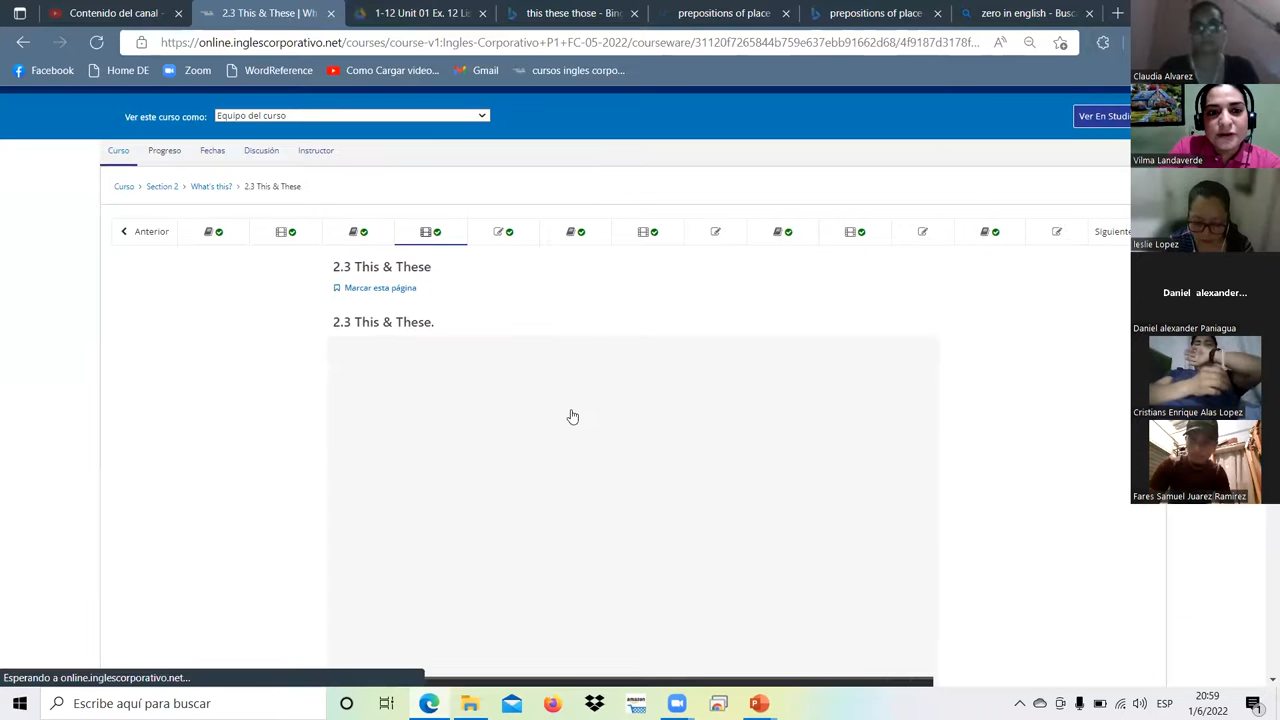 Contenido del canal
2.3 This & These | Wh
1-12 Unit 01 Ex. 12 Lis
this these those - Bin
prepositions of place
prepositions of place
zero in english - Busca
https://online.inglescorporativo.net/courses/course-v1:Ingles-Corporativo+P1+FC-05-2022/courseware/31120f7265844b759e637ebb91662d68/4f9187d3178f...
Facebook
Home DE
Zoom
WordReference
Como Cargar video...
Gmail
cursos ingles corpo...
Ver este curso como:
Equipo del curso
Ver En Studi
Curso
Progreso
Fechas
Discusión
Instructor
Curso > Section 2 > What's this? > 2.3 This & These
Anterior
Siguiente
2.3 This & These
Marcar esta página
2.3 This & These.
Claudia Alvarez
Vilma Landaverde
leslie Lopez
Daniel alexander...
Daniel alexander Paniagua
Cristians Enrique Alas Lopez
Fares Samuel Juarez Ramirez
Esperando a online.inglescorporativo.net...
Escribe aquí para buscar
amazon
ESP
20:59
1/6/2022
1